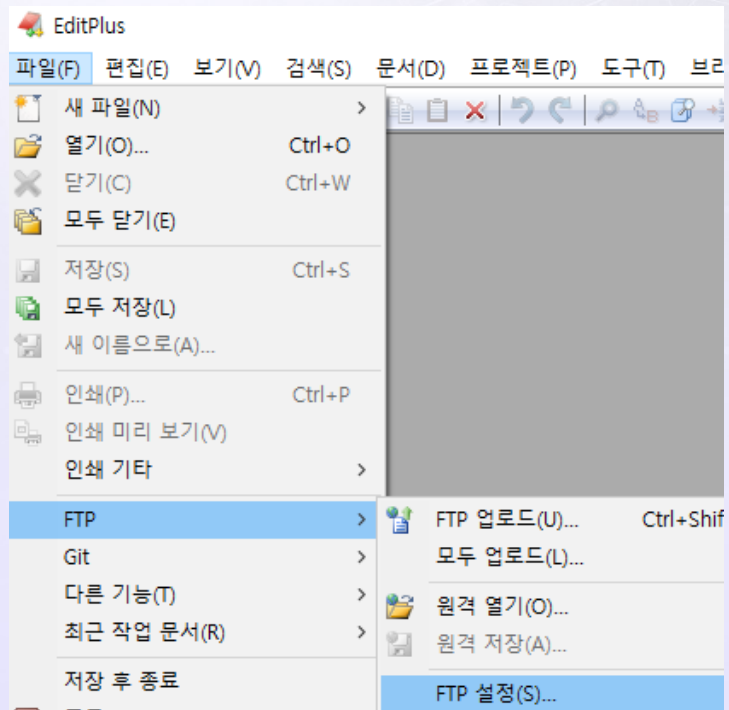 EditPlus
파일(F) 편집(E) 보기(V) 검색(S) 문서(D) 프로젝트(P) 도구(T)
새 파일(N) >
열기(O)... Ctrl+O
닫기(C) Ctrl+W
모두 닫기(E)
저장(S) Ctrl+S
모두 저장(L)
새 이름으로(A)...
인쇄(P)... Ctrl+P
인쇄 미리 보기(V)
인쇄 기타 >
FTP >
Git >
다른 기능(T) >
최근 작업 문서(R) >
저장 후 종료
FTP 업로드(U)... Ctrl+Shif
모두 업로드(L)...
원격 열기(O)...
원격 저장(A)...
FTP 설정(S)...